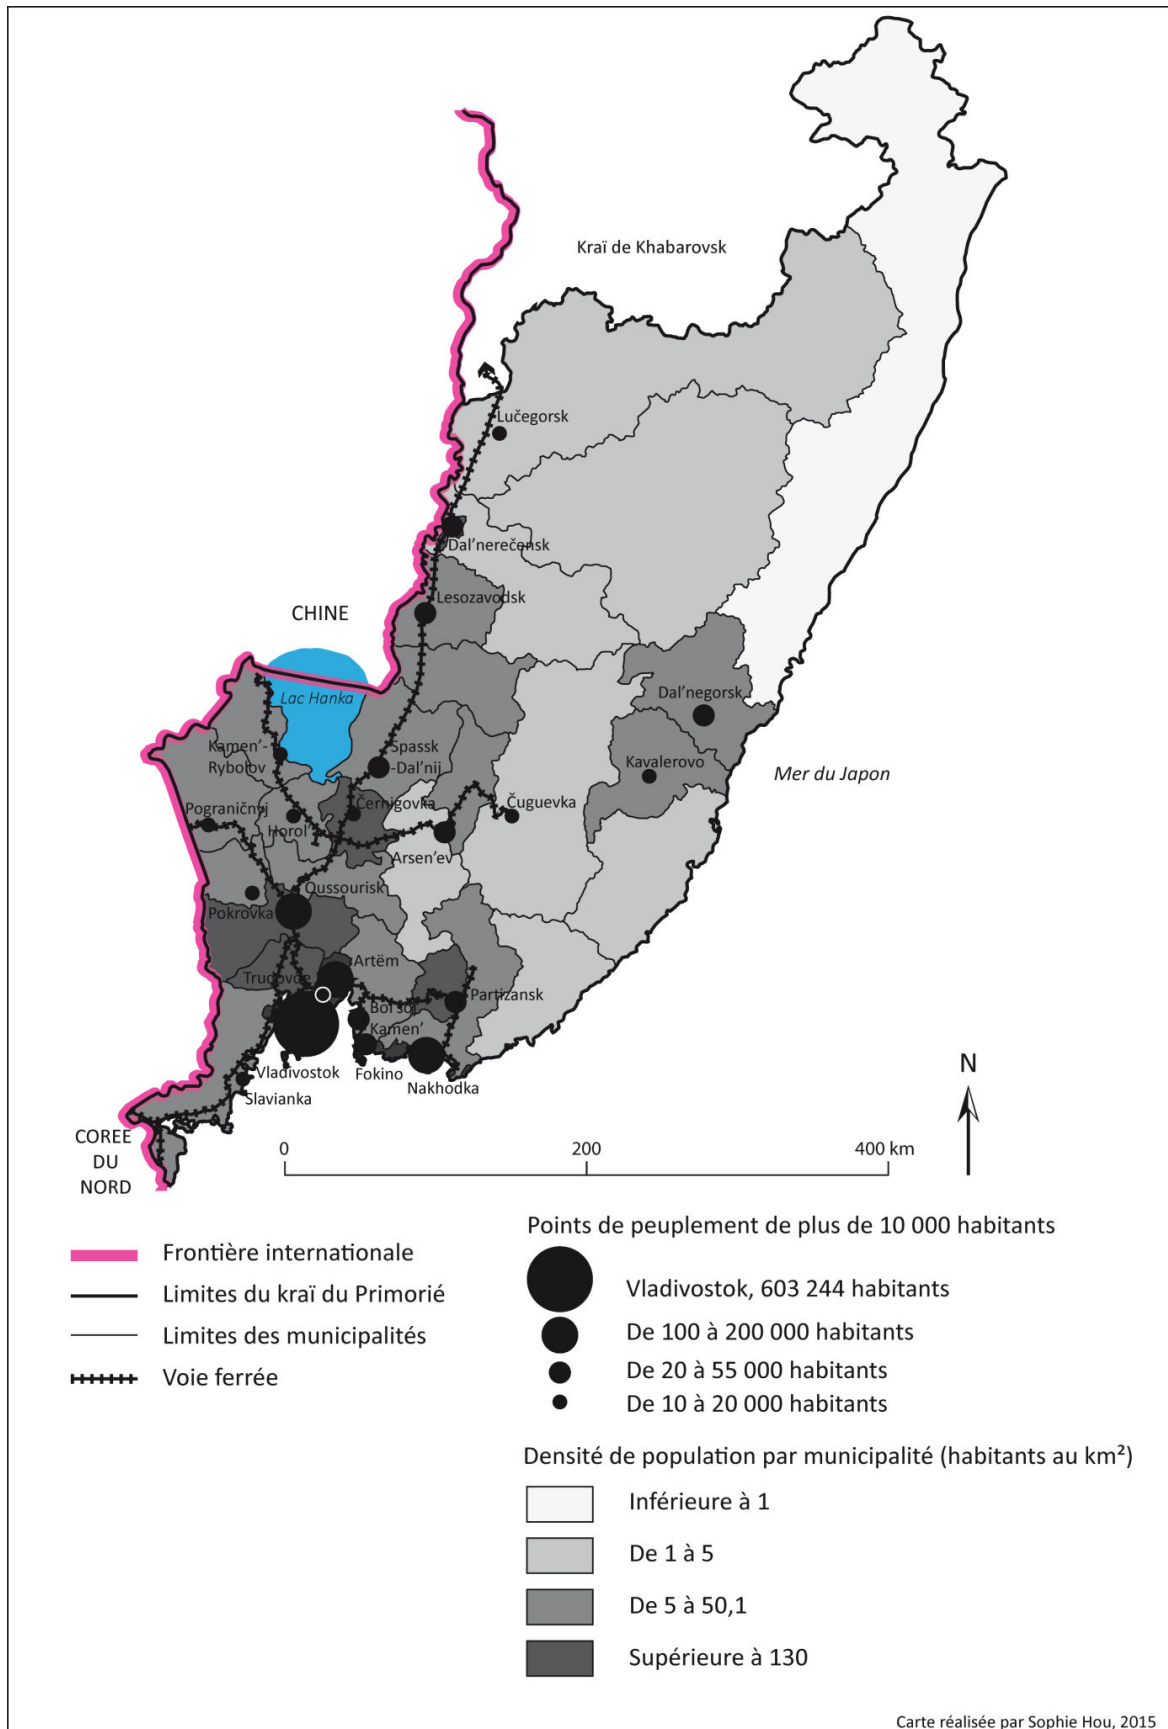 Kraï de Khabarovsk
Lučegorsk
Dal'nerečensk
Lesozavodsk
CHINE
Lac Hanka
Dal'negorsk
Kamen'-
Rybolov
Spassk
-Dal'nij
Kavalerovo
Mer du Japon
Pograničnyj
Horol'
Černigovka
Čuguevka
Arsen'ev
Oussourisk
Pokrovka
Artëm
Trudovoe
Partizansk
Bol'šoj
Kamen'
Vladivostok
Fokino
Nakhodka
Slavianka
N
COREE
DU
NORD
0 200 400 km
Points de peuplement de plus de 10 000 habitants
Frontière internationale
Limites du kraï du Primorié
Limites des municipalités
Voie ferrée
Vladivostok, 603 244 habitants
De 100 à 200 000 habitants
De 20 à 55 000 habitants
De 10 à 20 000 habitants
Densité de population par municipalité (habitants au km²)
Inférieure à 1
De 1 à 5
De 5 à 50,1
Supérieure à 130
Carte réalisée par Sophie Hou, 2015